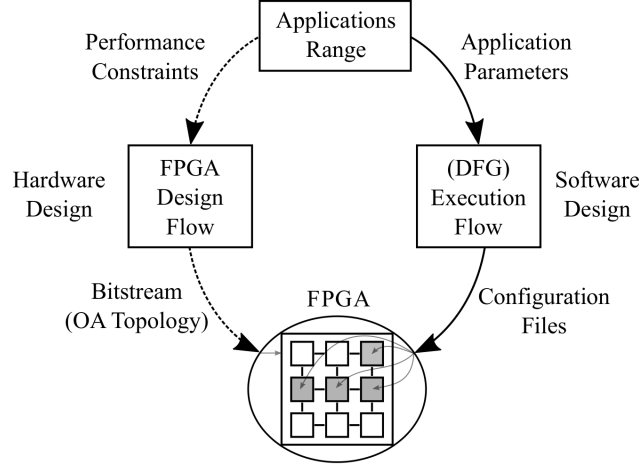 Applications
Range
Performance
Constraints
Application
Parameters
Hardware
Design
FPGA
Design
Flow
(DFG)
Execution
Flow
Software
Design
Bitstream
(OA Topology)
FPGA
Configuration
Files